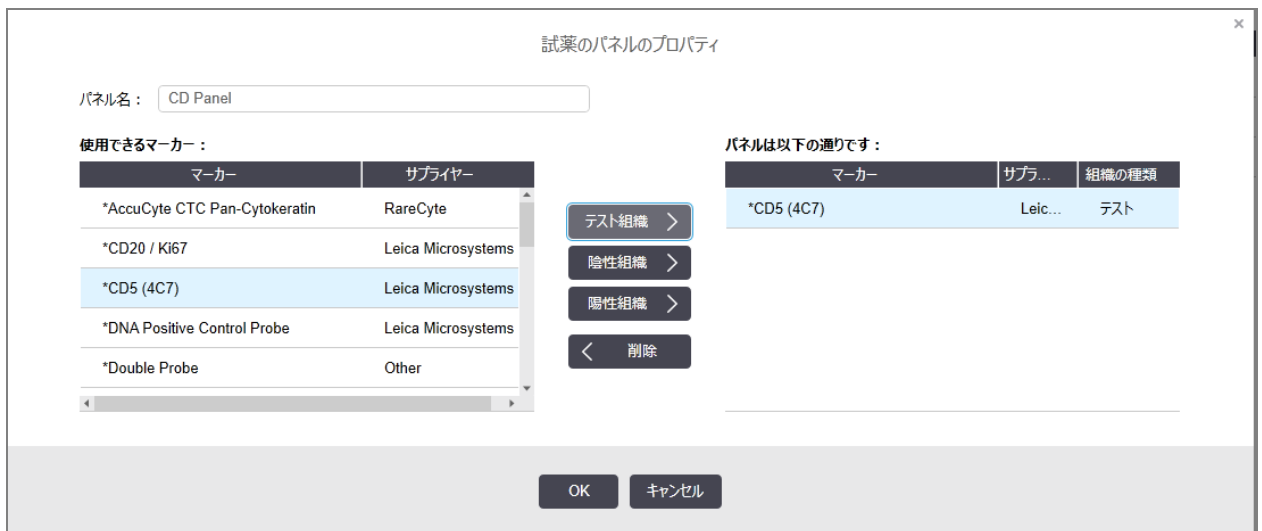 試薬のパネルのプロパティ
パネル名： CD Panel
使用できるマーカー：
マーカー サプライヤー
*AccuCyte CTC Pan-Cytokeratin RareCyte
*CD20 / Ki67 Leica Microsystems
*CD5 (4C7) Leica Microsystems
*DNA Positive Control Probe Leica Microsystems
*Double Probe Other
テスト組織
陰性組織
陽性組織
削除
パネルは以下の通りです：
マーカー サプラ... 組織の種類
*CD5 (4C7) Leic... テスト
OK キャンセル